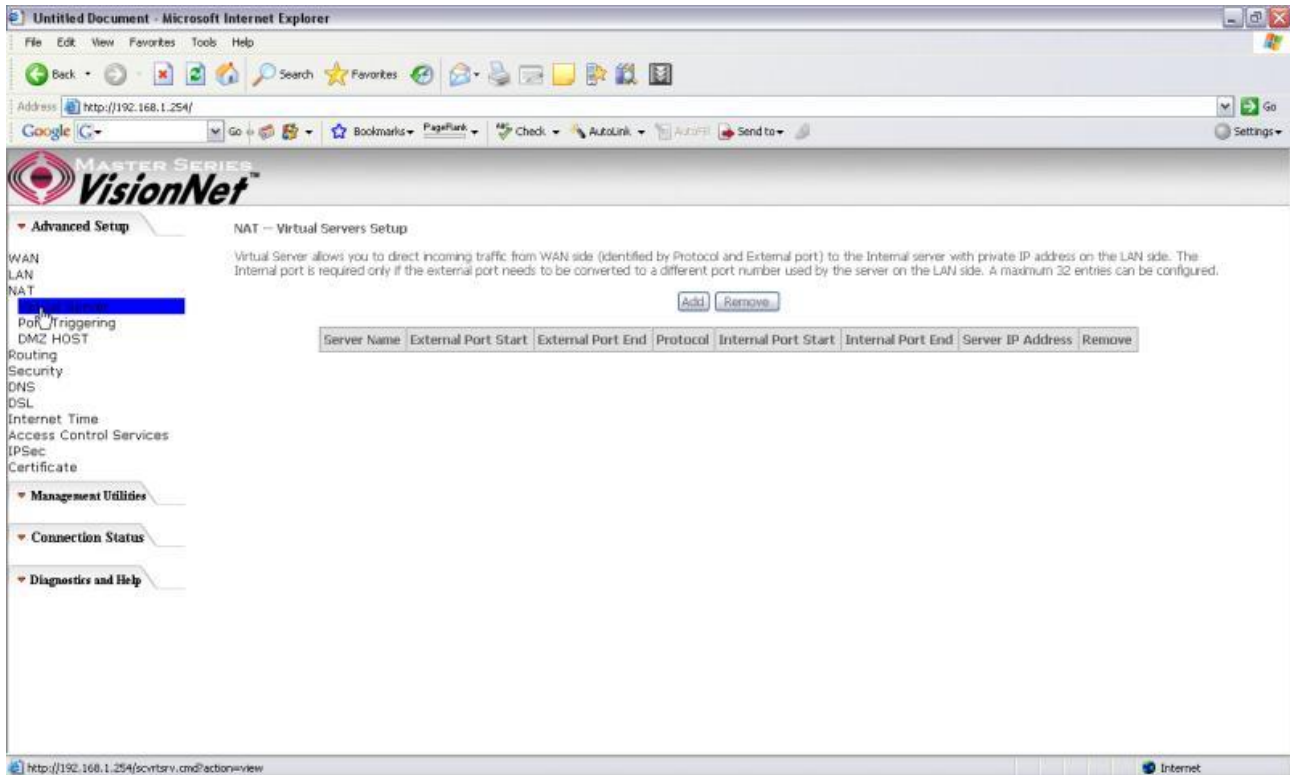 Untitled Document - Microsoft Internet Explorer
File Edit View Favorites Tools Help
Back Search Favorites
Address http://192.168.1.254/ Go
Google G Go Bookmarks PageRank Check AutoLink AutoFill Send to Settings
MASTER SERIES
VisionNet™
Advanced Setup
WAN
LAN
NAT
Port Triggering
DMZ HOST
Routing
Security
DNS
DSL
Internet Time
Access Control Services
IPSec
Certificate
Management Utilities
Connection Status
Diagnostics and Help
NAT -- Virtual Servers Setup
Virtual Server allows you to direct incoming traffic from WAN side (identified by Protocol and External port) to the Internal server with private IP address on the LAN side. The
Internal port is required only if the external port needs to be converted to a different port number used by the server on the LAN side. A maximum 32 entries can be configured.
Add Remove
Server Name External Port Start External Port End Protocol Internal Port Start Internal Port End Server IP Address Remove
http://192.168.1.254/scvrtsrv.cmd?action=view Internet